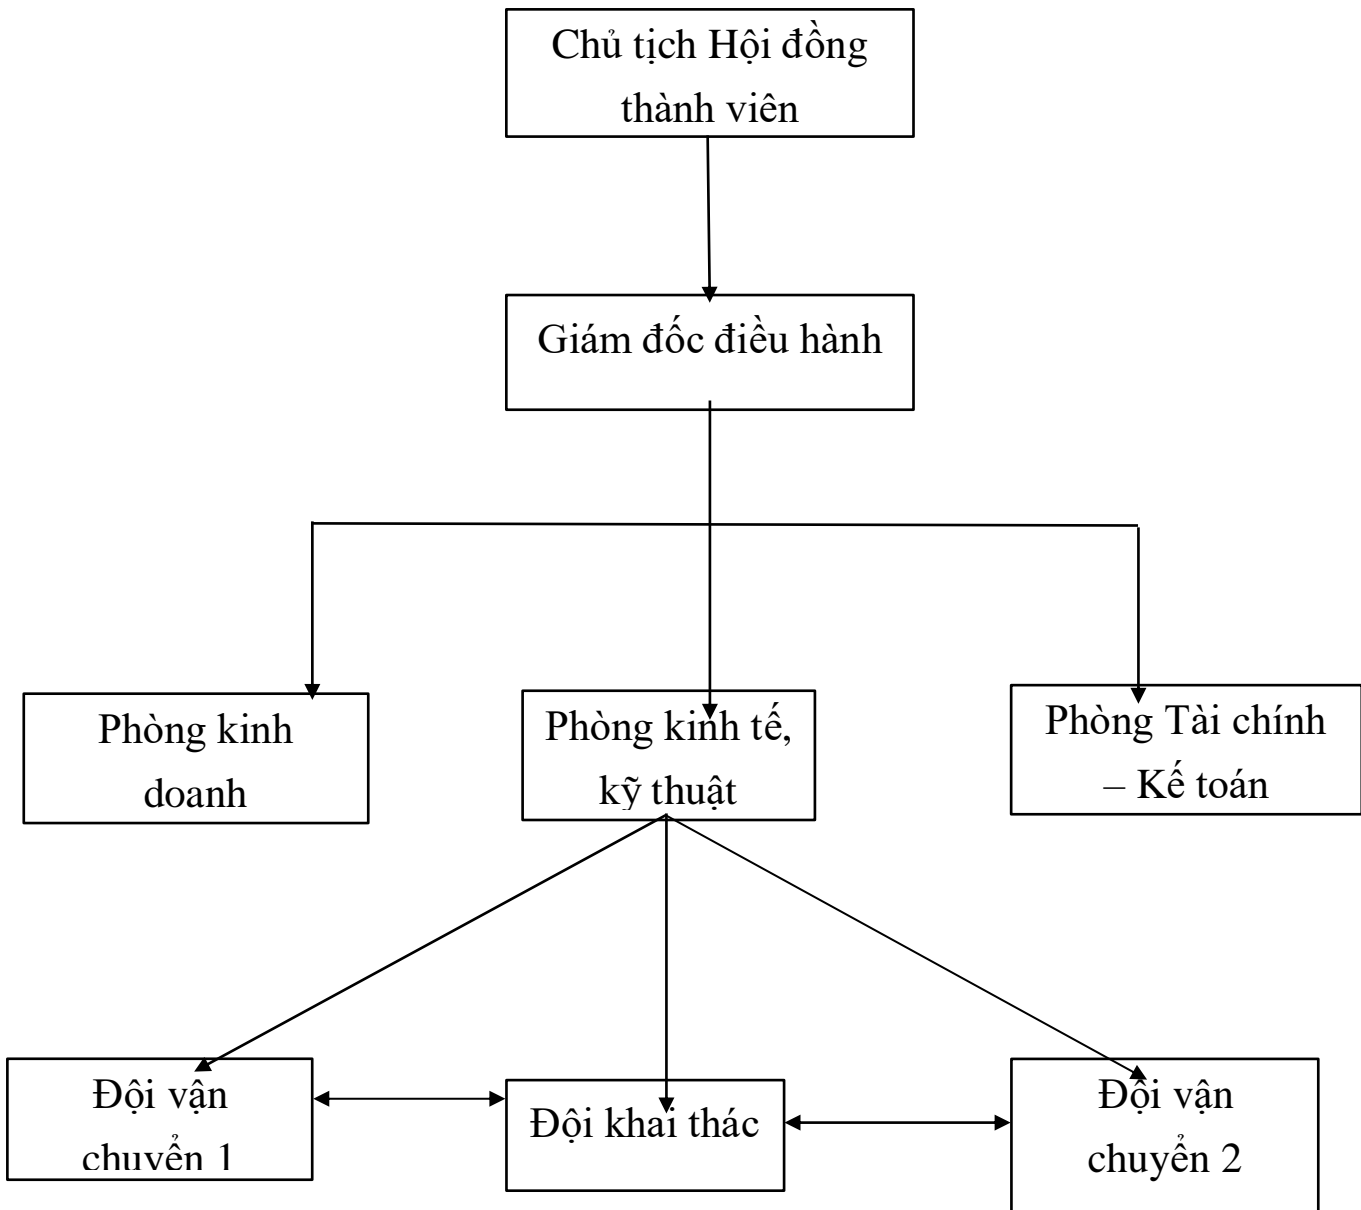 Chủ tịch Hội đồng
thành viên
Giám đốc điều hành
Phòng kinh
doanh
Phòng kinh tế,
kỹ thuật
Phòng Tài chính
– Kế toán
Đội vận
chuyển 1
Đội khai thác
Đội vận
chuyển 2